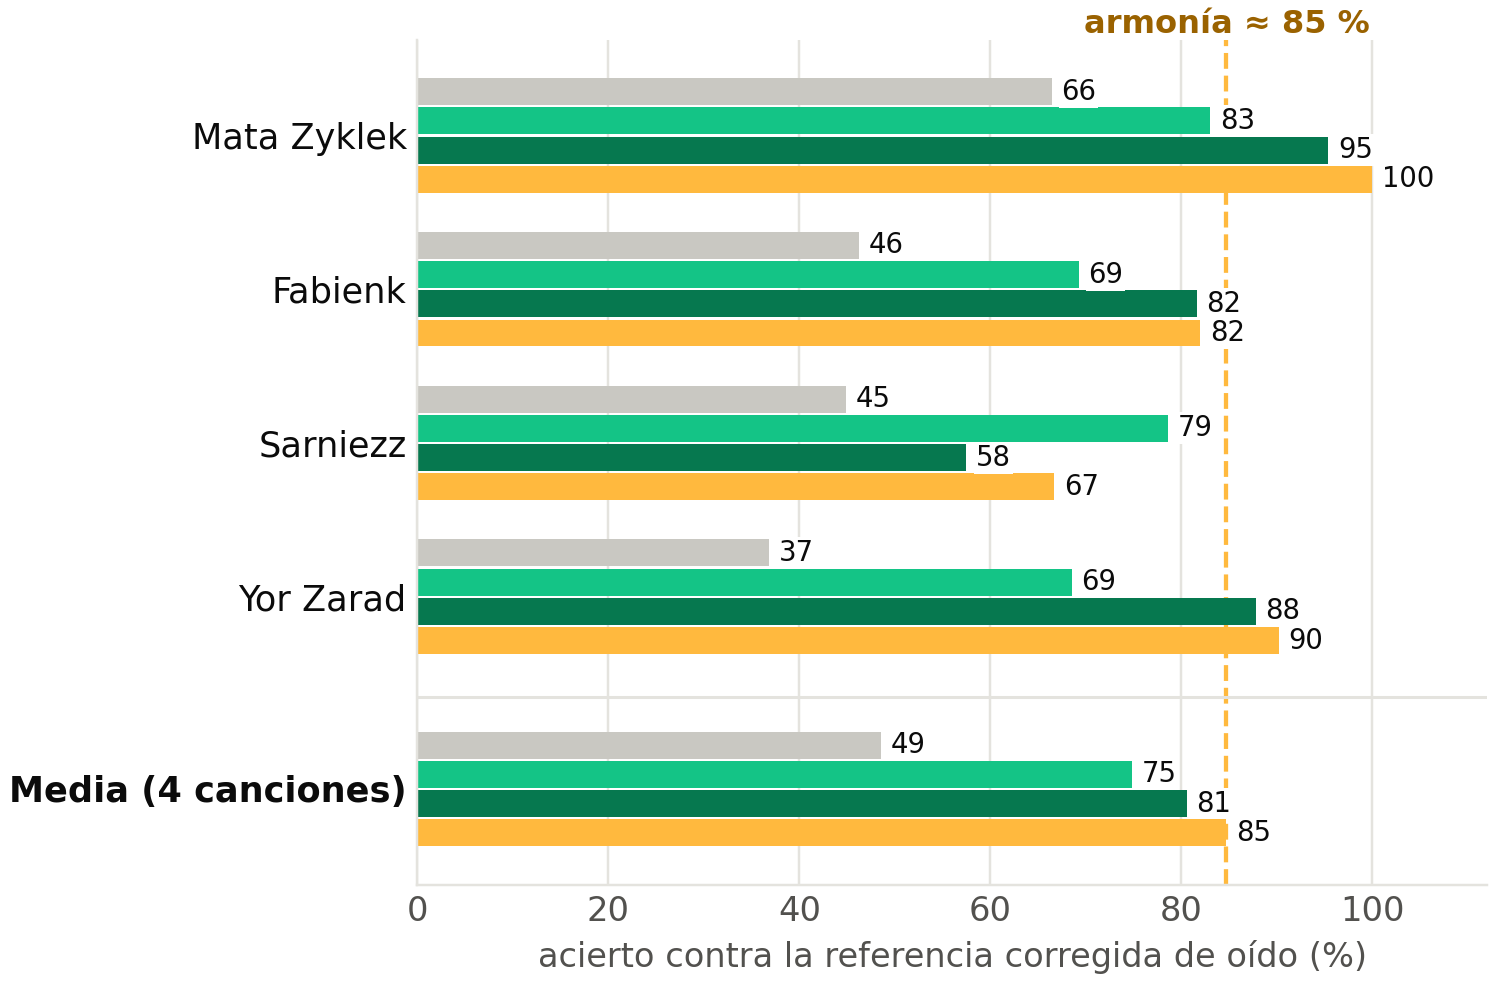 armonía ≈ 85 %
Mata Zyklek
66
83
95
100
Fabienk
46
69
82
82
Sarniezz
45
79
58
67
Yor Zarad
37
69
88
90
Media (4 canciones)
49
75
81
85
0 20 40 60 80 100
acierto contra la referencia corregida de oído (%)